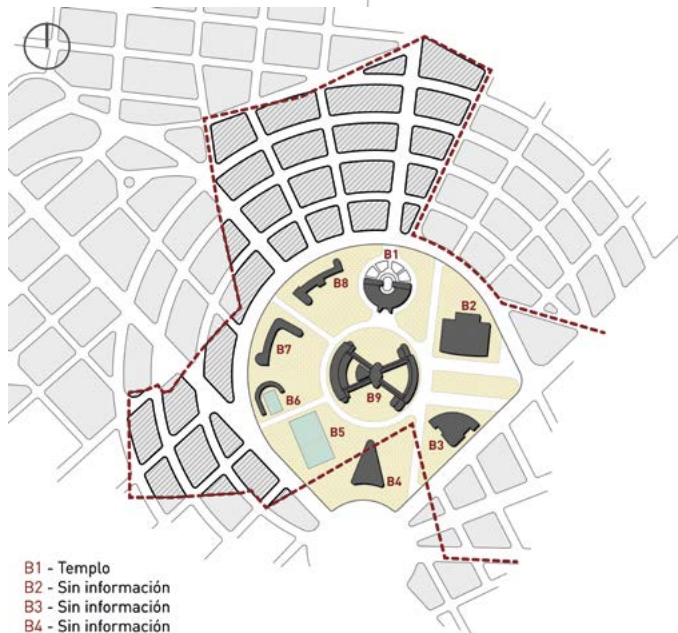 B1
B8
B2
B7
B9
B6
B5
B3
B4
B1 - Templo
B2 - Sin información
B3 - Sin información
B4 - Sin información